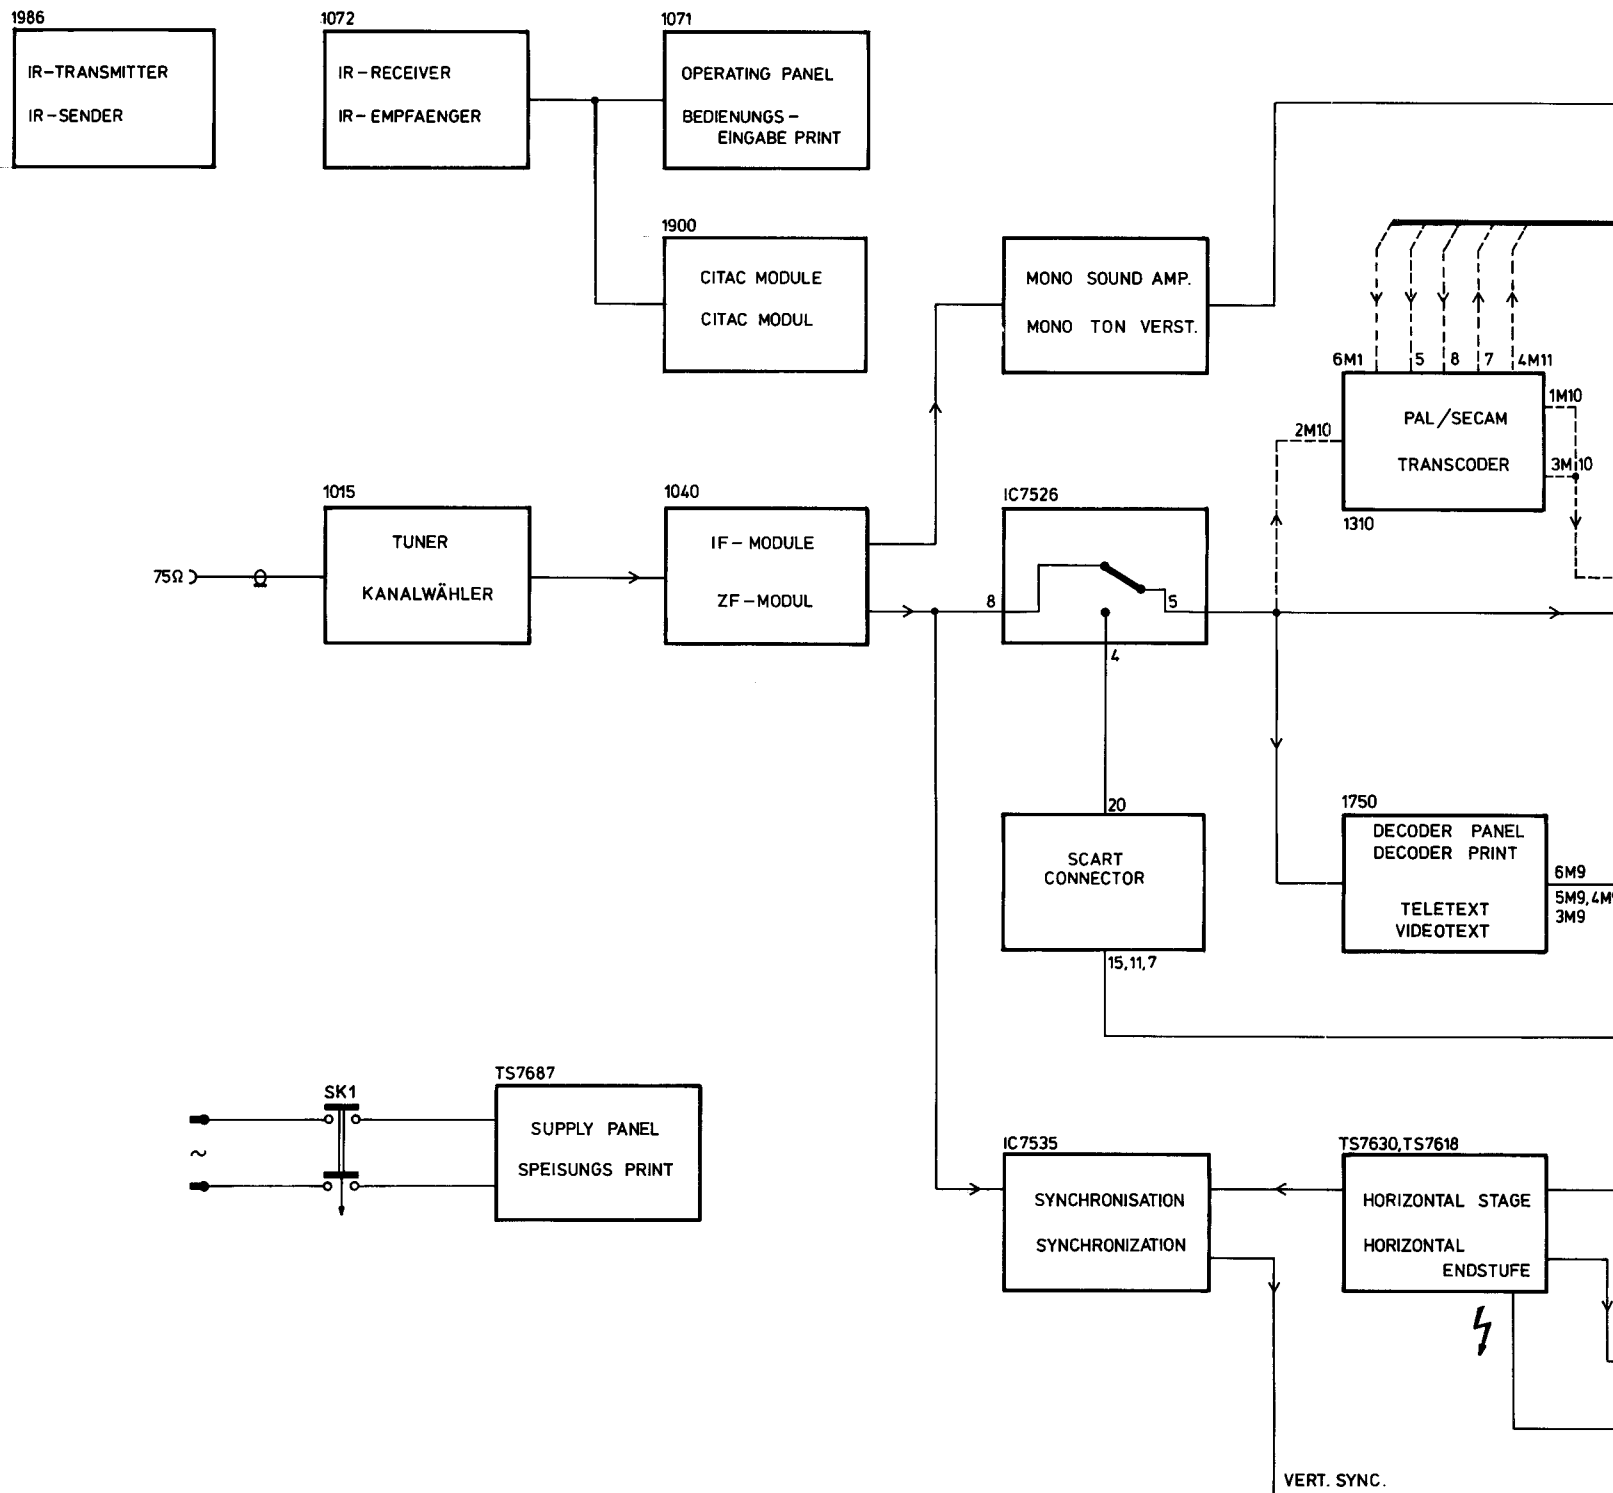 1986
IR-TRANSMITTER
IR-SENDER
1072
IR-RECEIVER
IR-EMPFAENGER
1071
OPERATING PANEL
BEDIENUNGS-
EINGABE PRINT
1900
CITAC MODULE
CITAC MODUL
MONO SOUND AMP.
MONO TON VERST.
6M1 5 8 7 4M11
PAL/SECAM
TRANSCODER
1310
2M10
1M10
3M10
75Ω
1015
TUNER
KANALWÄHLER
1040
IF-MODULE
ZF-MODUL
IC7526
8
5
4
20
SCART
CONNECTOR
15,11,7
1750
DECODER PANEL
DECODER PRINT
TELETEXT
VIDEOTEXT
6M9
5M9,4M9
3M9
SK1
~
TS7687
SUPPLY PANEL
SPEISUNGS PRINT
IC7535
SYNCHRONISATION
SYNCHRONIZATION
TS7630,TS7618
HORIZONTAL STAGE
HORIZONTAL
ENDSTUFE
VERT. SYNC.